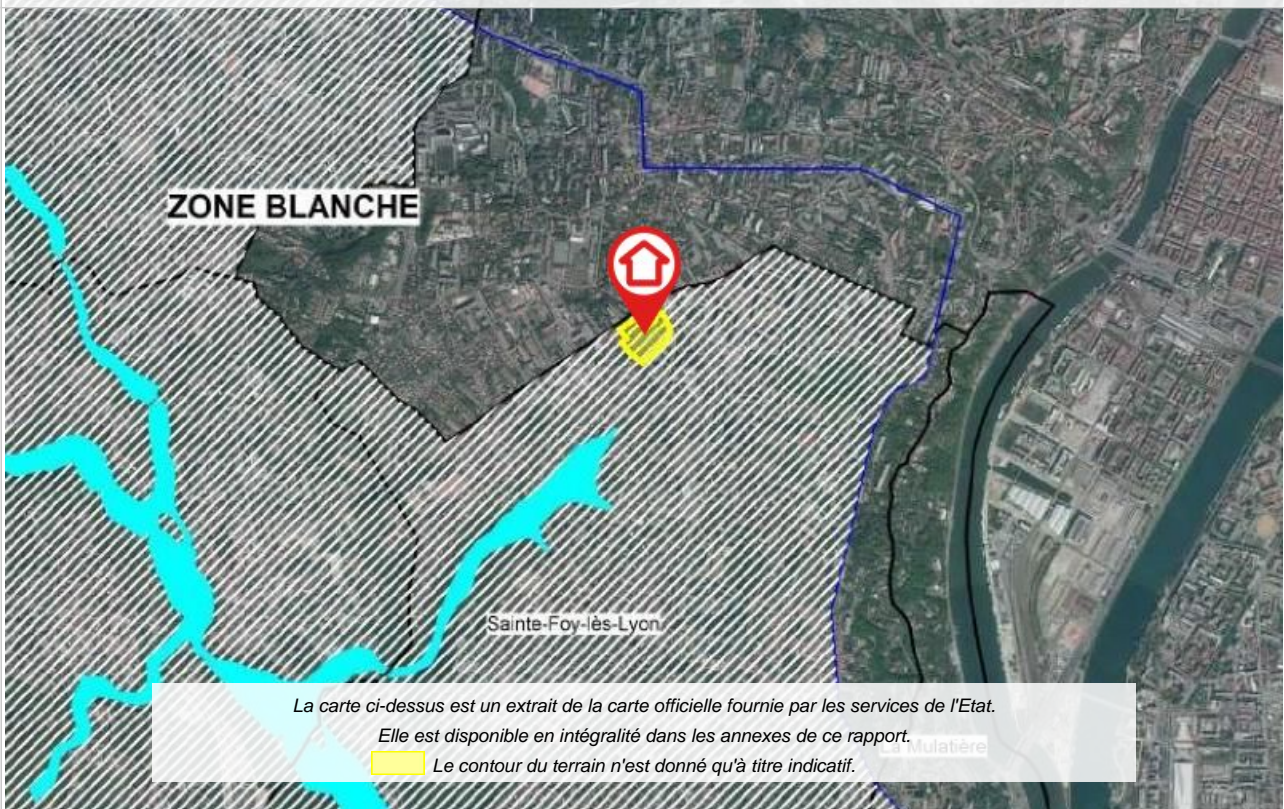 ZONE BLANCHE
Sainte-Foy-lès-Lyon
La carte ci-dessus est un extrait de la carte officielle fournie par les services de l'Etat.
Elle est disponible en intégralité dans les annexes de ce rapport.
La Mulatière
Le contour du terrain n'est donné qu'à titre indicatif.